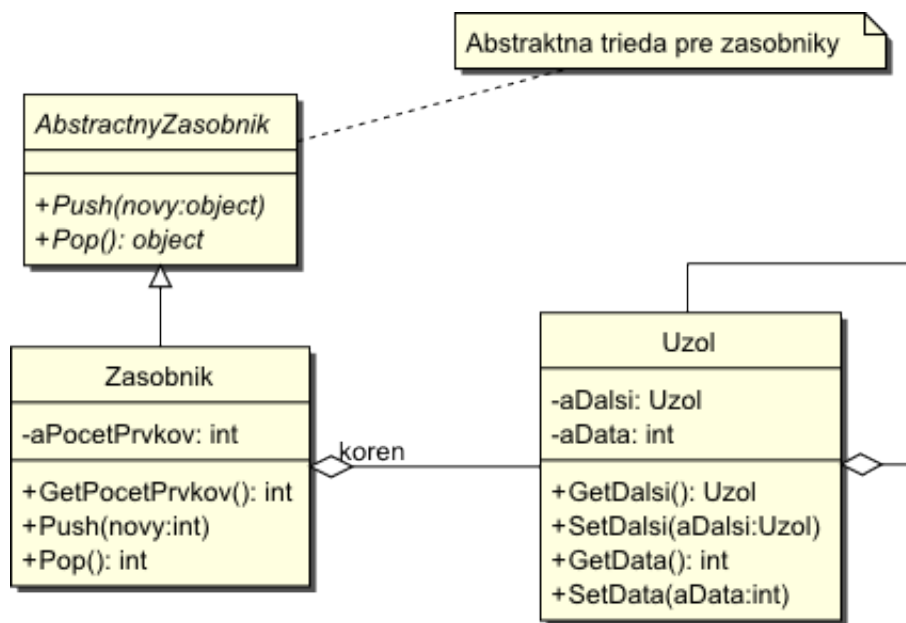 Abstraktna trieda pre zasobniky
AbstractnyZasobnik
+Push(novy:object)
+Pop(): object
Zasobnik
-aPocetPrvkov: int
+GetPocetPrvkov(): int
+Push(novy:int)
+Pop(): int
koren
Uzol
-aDalsi: Uzol
-aData: int
+GetDalsi(): Uzol
+SetDalsi(aDalsi:Uzol)
+GetData(): int
+SetData(aData:int)